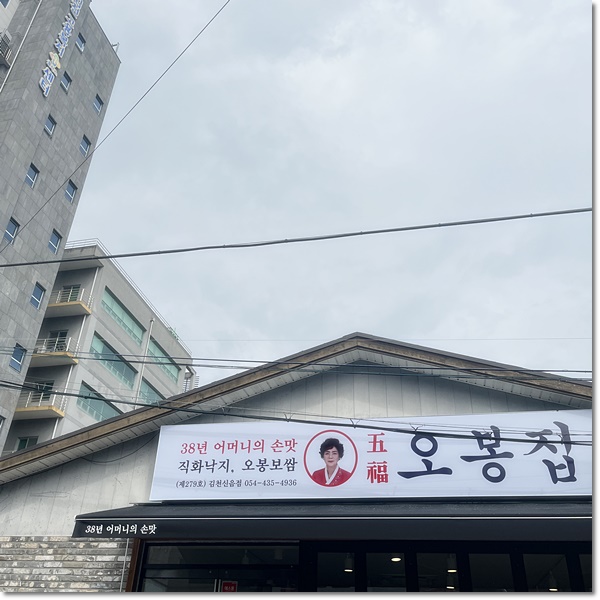 38년 어머니의 손맛
직화낙지, 오봉보쌈
(제279호) 김천신음점 054-435-4936
五福
오봉집
38년 어머니의 손맛